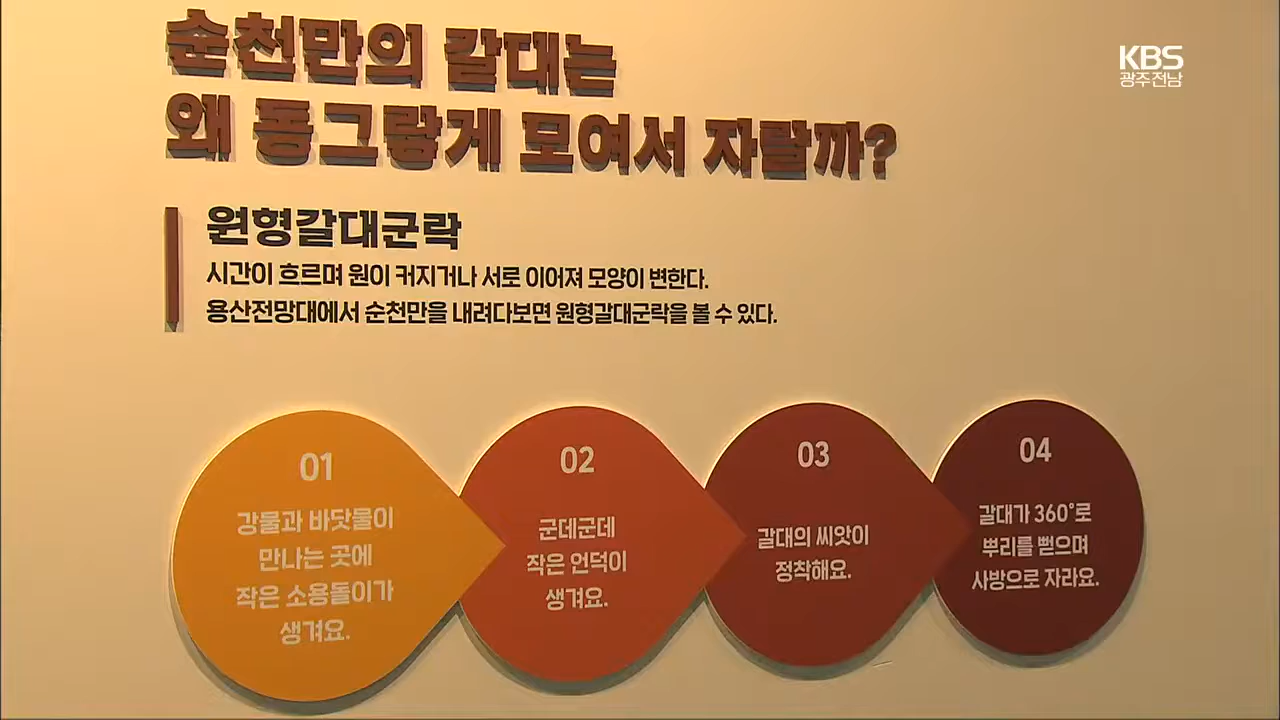 순천만의 갈대는
왜 동그랗게 모여서 자랄까?
KBS
광주전남
원형갈대군락
시간이 흐르며 원이 커지거나 서로 이어져 모양이 변한다.
용산전망대에서 순천만을 내려다보면 원형갈대군락을 볼 수 있다.
01
강물과 바닷물이
만나는 곳에
작은 소용돌이가
생겨요.
02
군데군데
작은 언덕이
생겨요.
03
갈대의 씨앗이
정착해요.
04
갈대가 360°로
뿌리를 뻗으며
사방으로 자라요.